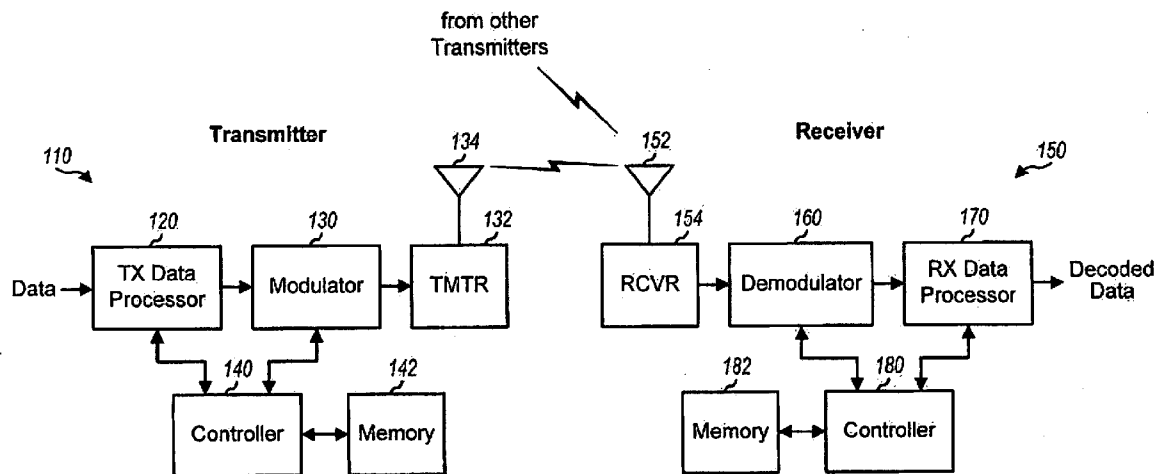 from other
Transmitters
Transmitter
Receiver
110
134
152
150
120
130
132
154
160
170
Data
TX Data
Processor
Modulator
TMTR
RCVR
Demodulator
RX Data
Processor
Decoded
Data
140
142
182
180
Controller
Memory
Memory
Controller